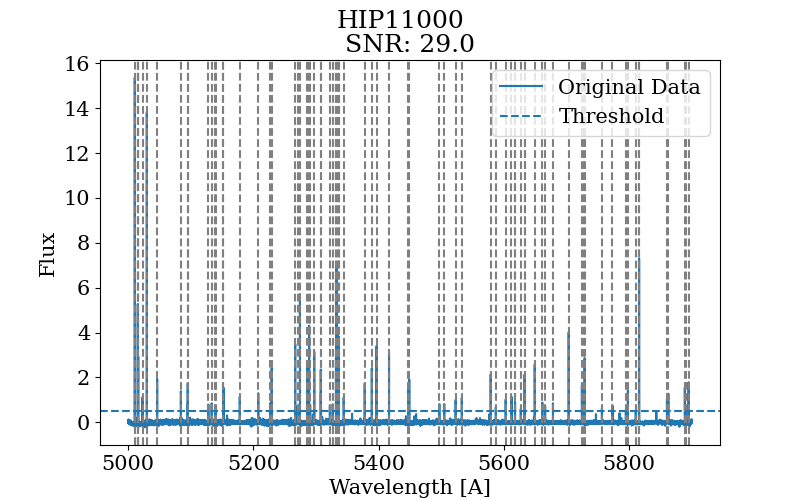 HIP11000
SNR: 29.0
Original Data
Threshold
Flux
16
14
12
10
8
6
4
2
0
5000 5200 5400 5600 5800
Wavelength [A]